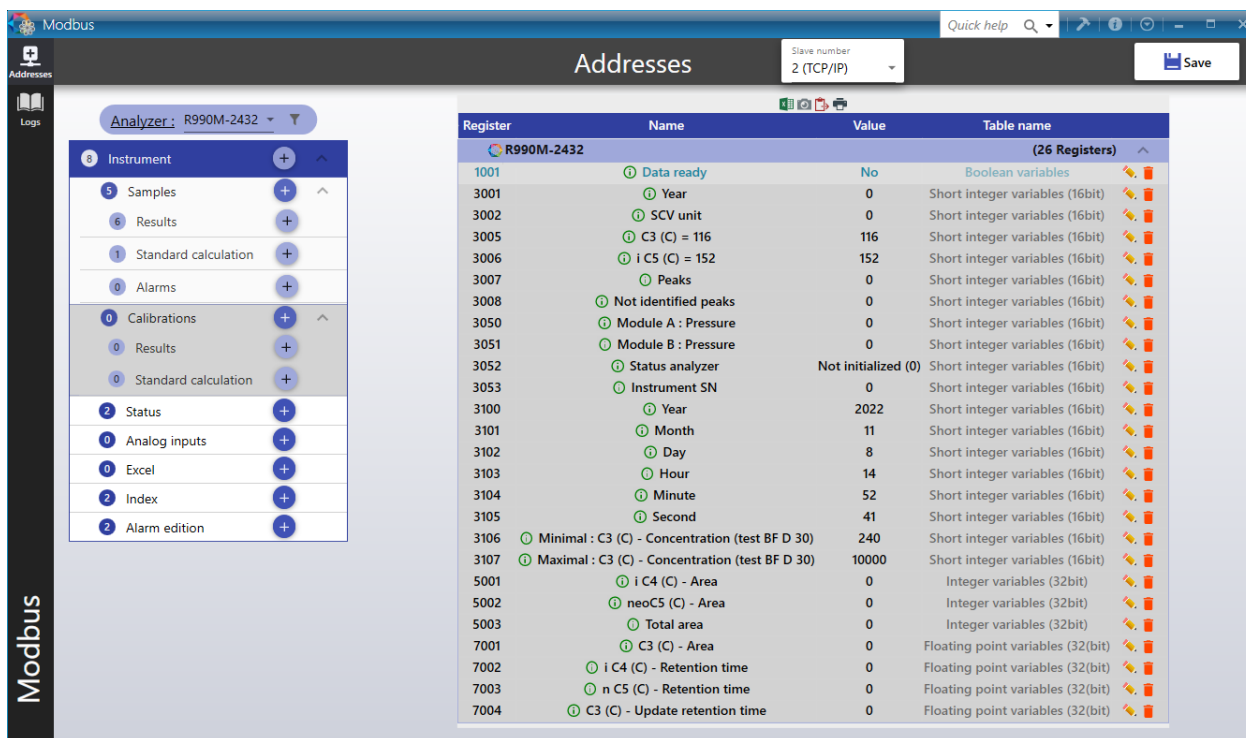 Modbus
Quick help
Addresses
Addresses
Slave number
2 (TCP/IP)
Save
Logs
Analyzer : R990M-2432
8 Instrument
5 Samples
6 Results
1 Standard calculation
0 Alarms
0 Calibrations
0 Results
0 Standard calculation
2 Status
0 Analog inputs
0 Excel
2 Index
2 Alarm edition
Modbus
Register Name Value Table name
R990M-2432 (26 Registers)
1001 Data ready No Boolean variables
3001 Year 0 Short integer variables (16bit)
3002 SCV unit 0 Short integer variables (16bit)
3005 C3 (C) = 116 116 Short integer variables (16bit)
3006 i C5 (C) = 152 152 Short integer variables (16bit)
3007 Peaks 0 Short integer variables (16bit)
3008 Not identified peaks 0 Short integer variables (16bit)
3050 Module A : Pressure 0 Short integer variables (16bit)
3051 Module B : Pressure 0 Short integer variables (16bit)
3052 Status analyzer Not initialized (0) Short integer variables (16bit)
3053 Instrument SN 0 Short integer variables (16bit)
3100 Year 2022 Short integer variables (16bit)
3101 Month 11 Short integer variables (16bit)
3102 Day 8 Short integer variables (16bit)
3103 Hour 14 Short integer variables (16bit)
3104 Minute 52 Short integer variables (16bit)
3105 Second 41 Short integer variables (16bit)
3106 Minimal : C3 (C) - Concentration (test BF D 30) 240 Short integer variables (16bit)
3107 Maximal : C3 (C) - Concentration (test BF D 30) 10000 Short integer variables (16bit)
5001 i C4 (C) - Area 0 Integer variables (32bit)
5002 neoC5 (C) - Area 0 Integer variables (32bit)
5003 Total area 0 Integer variables (32bit)
7001 C3 (C) - Area 0 Floating point variables (32(bit)
7002 i C4 (C) - Retention time 0 Floating point variables (32(bit)
7003 n C5 (C) - Retention time 0 Floating point variables (32(bit)
7004 C3 (C) - Update retention time 0 Floating point variables (32(bit)